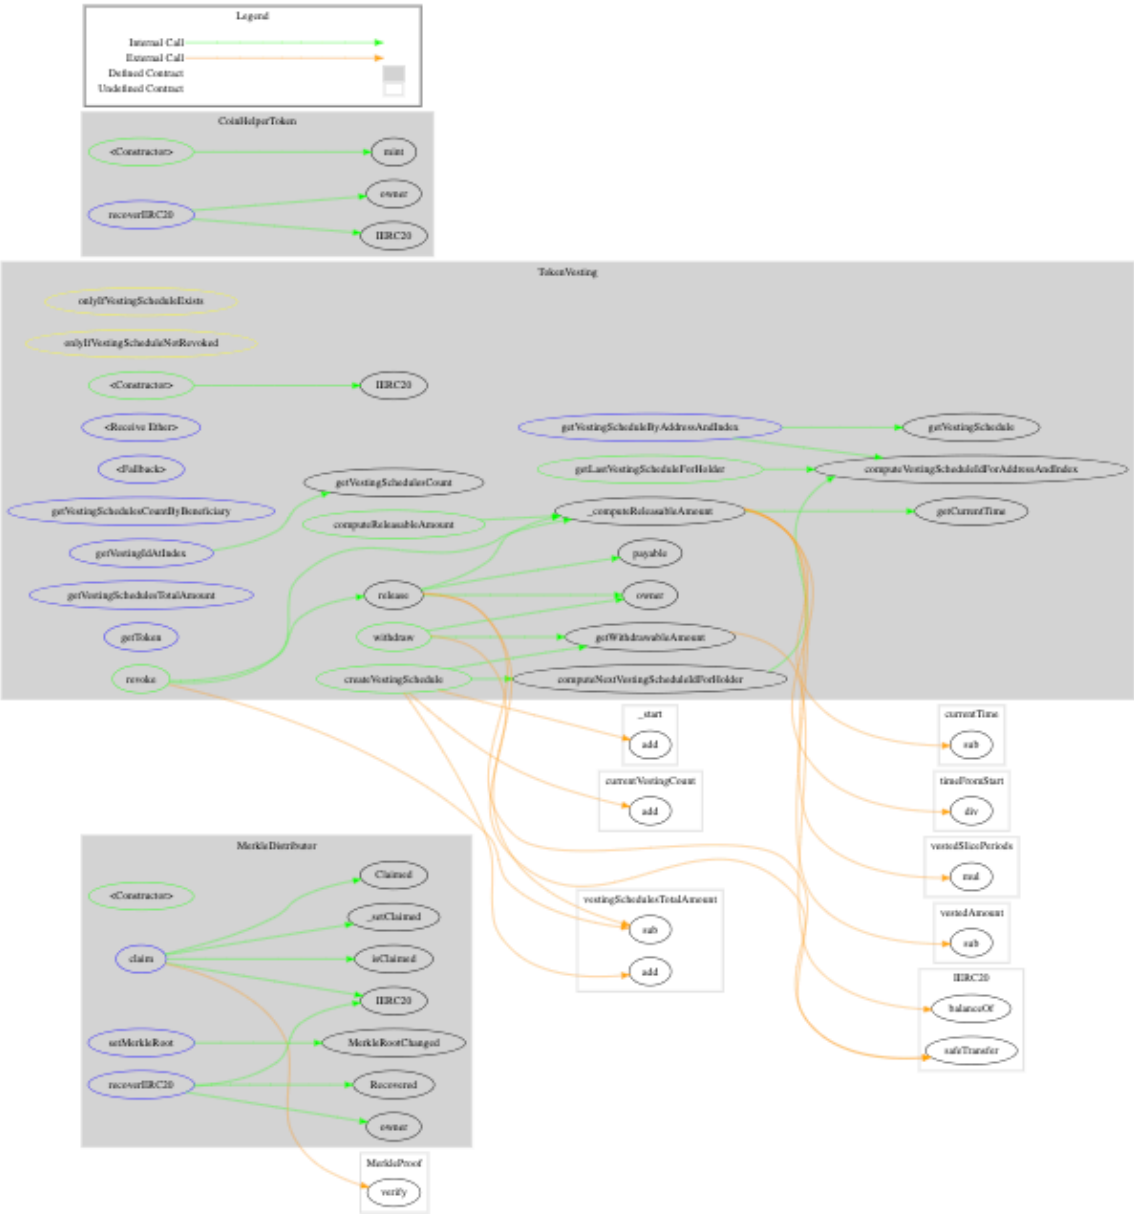 Legend
Internal Call
External Call
Defined Contract
Undefined Contract
CoinHelperToken
<Constructor>
mint
owner
recoverERC20
IERC20
TokenVesting
onlyIfVestingScheduleExists
onlyIfVestingScheduleNotRevoked
<Constructor>
IERC20
<Receive Ether>
getVestingScheduleByAddressAndIndex
getVestingSchedule
<Fallback>
getLastVestingScheduleForHolder
computeVestingScheduleIdForAddressAndIndex
getVestingSchedulesCount
getVestingSchedulesCountByBeneficiary
computeReleasableAmount
_computeReleasableAmount
getCurrentTime
getVestingIdAtIndex
payable
getVestingSchedulesTotalAmount
release
owner
getToken
withdraw
getWithdrawableAmount
revoke
createVestingSchedule
computeNextVestingScheduleIdForHolder
_start
add
currentTime
sub
currentVestingCount
add
timeFromStart
div
vestedSlicePeriods
mul
vestingSchedulesTotalAmount
sub
add
vestedAmount
sub
IERC20
balanceOf
safeTransfer
MerkleDistributor
<Constructor>
Claimed
_setClaimed
claim
isClaimed
IERC20
setMerkleRoot
MerkleRootChanged
recoverERC20
Recovered
owner
MerkleProof
verify